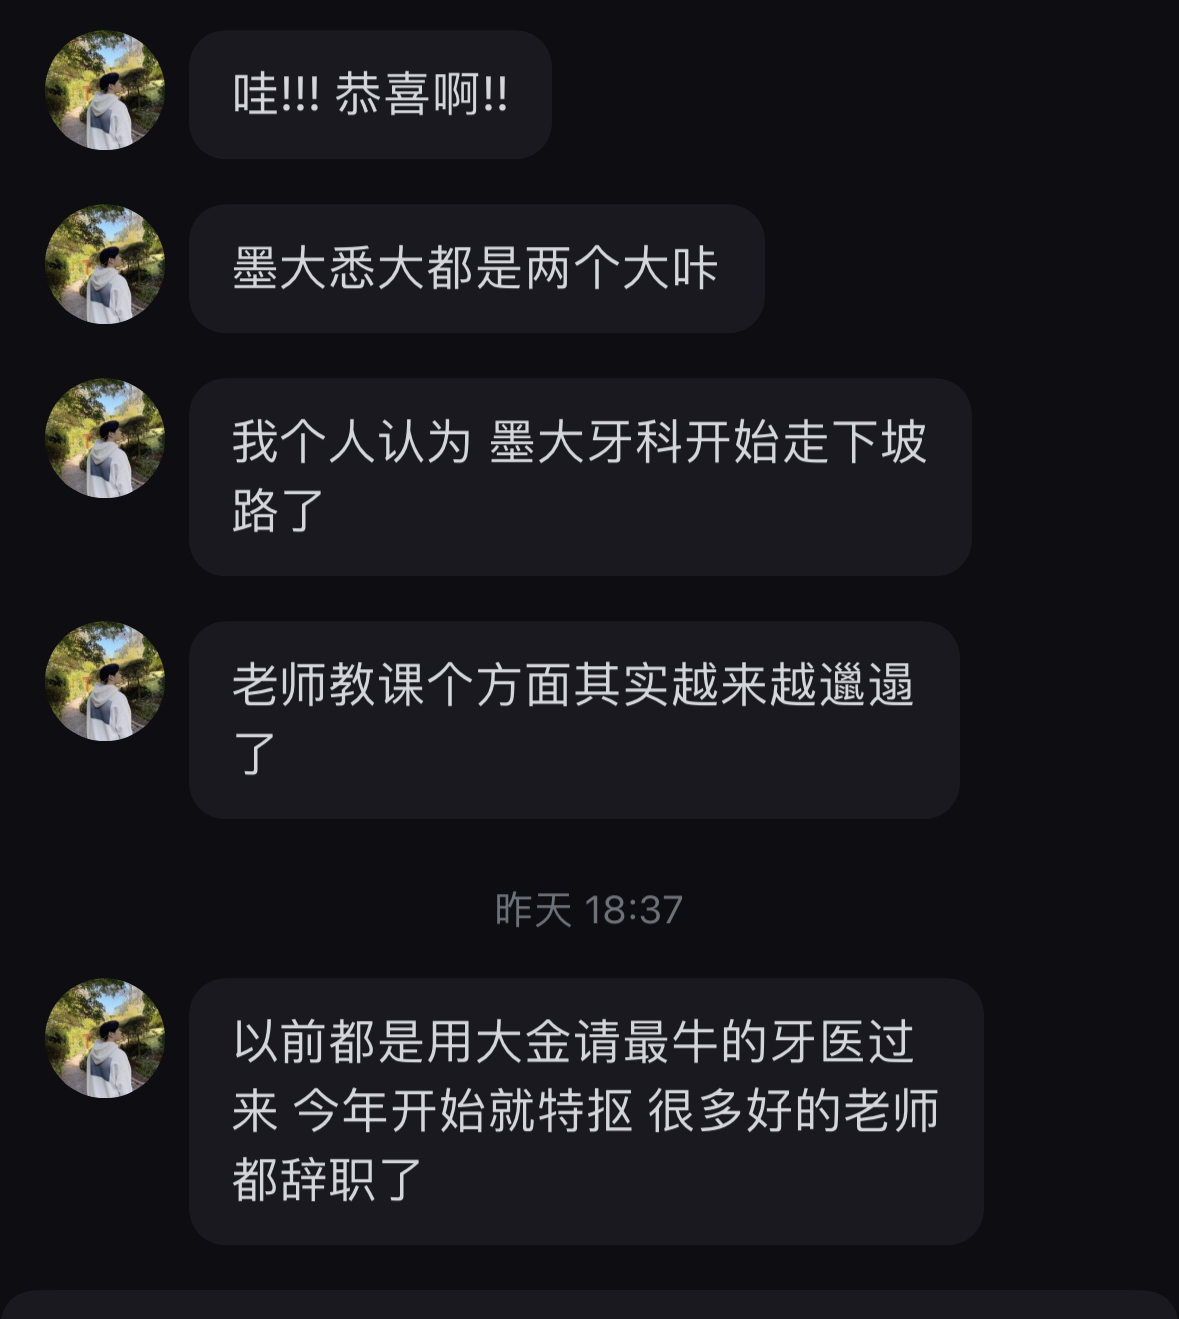 哇!!! 恭喜啊!!
墨大悉大都是两个大咔
我个人认为 墨大牙科开始走下坡
路了
老师教课个方面其实越来越邋遢
了
昨天 18:37
以前都是用大金请最牛的牙医过
来 今年开始就特抠 很多好的老师
都辞职了